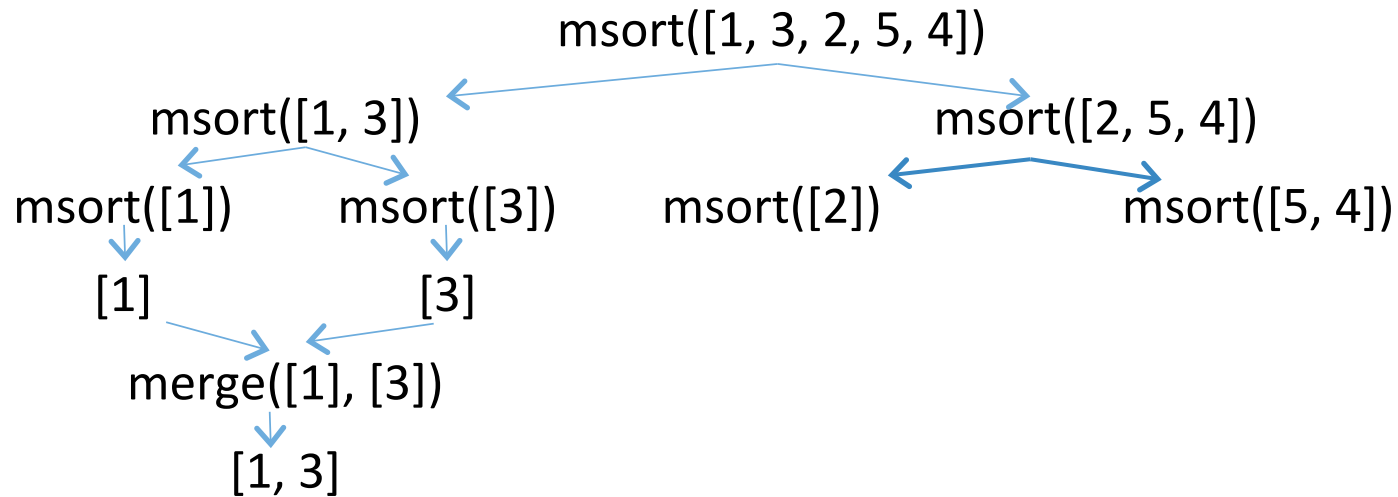 msort([1, 3, 2, 5, 4])
msort([1, 3])
msort([2, 5, 4])
msort([1])
msort([3])
msort([2])
msort([5, 4])
[1]
[3]
merge([1], [3])
[1, 3]